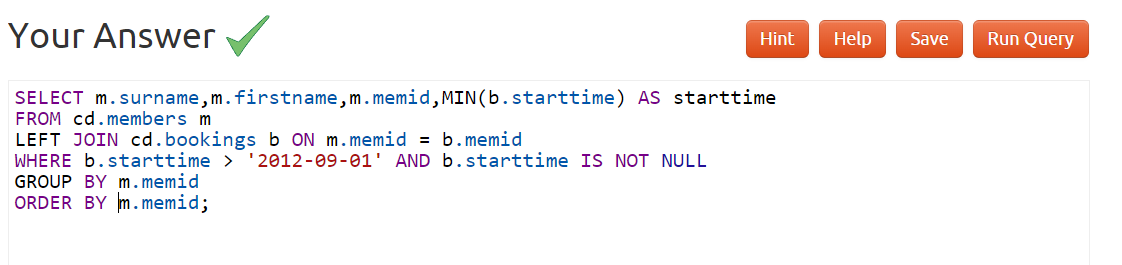 Your Answer
Hint Help Save Run Query
SELECT m.surname,m.firstname,m.memid,MIN(b.starttime) AS starttime
FROM cd.members m
LEFT JOIN cd.bookings b ON m.memid = b.memid
WHERE b.starttime > '2012-09-01' AND b.starttime IS NOT NULL
GROUP BY m.memid
ORDER BY m.memid;